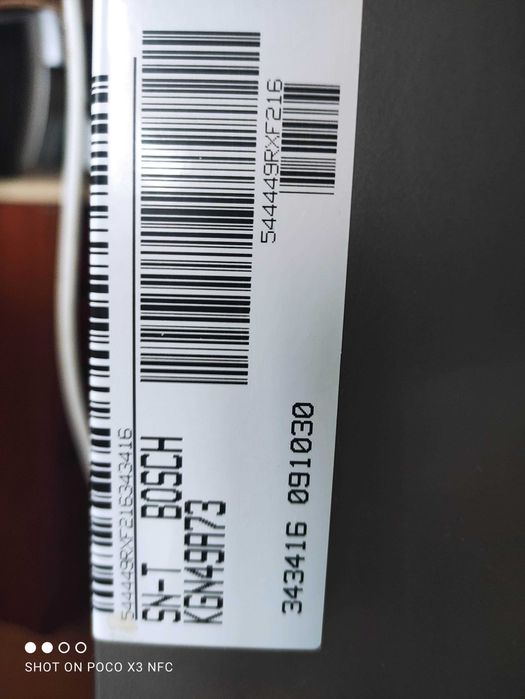 544449RXF216343416
SN-T BOSCH
KGN49A73
544449RXF216
343416 091030
SHOT ON POCO X3 NFC